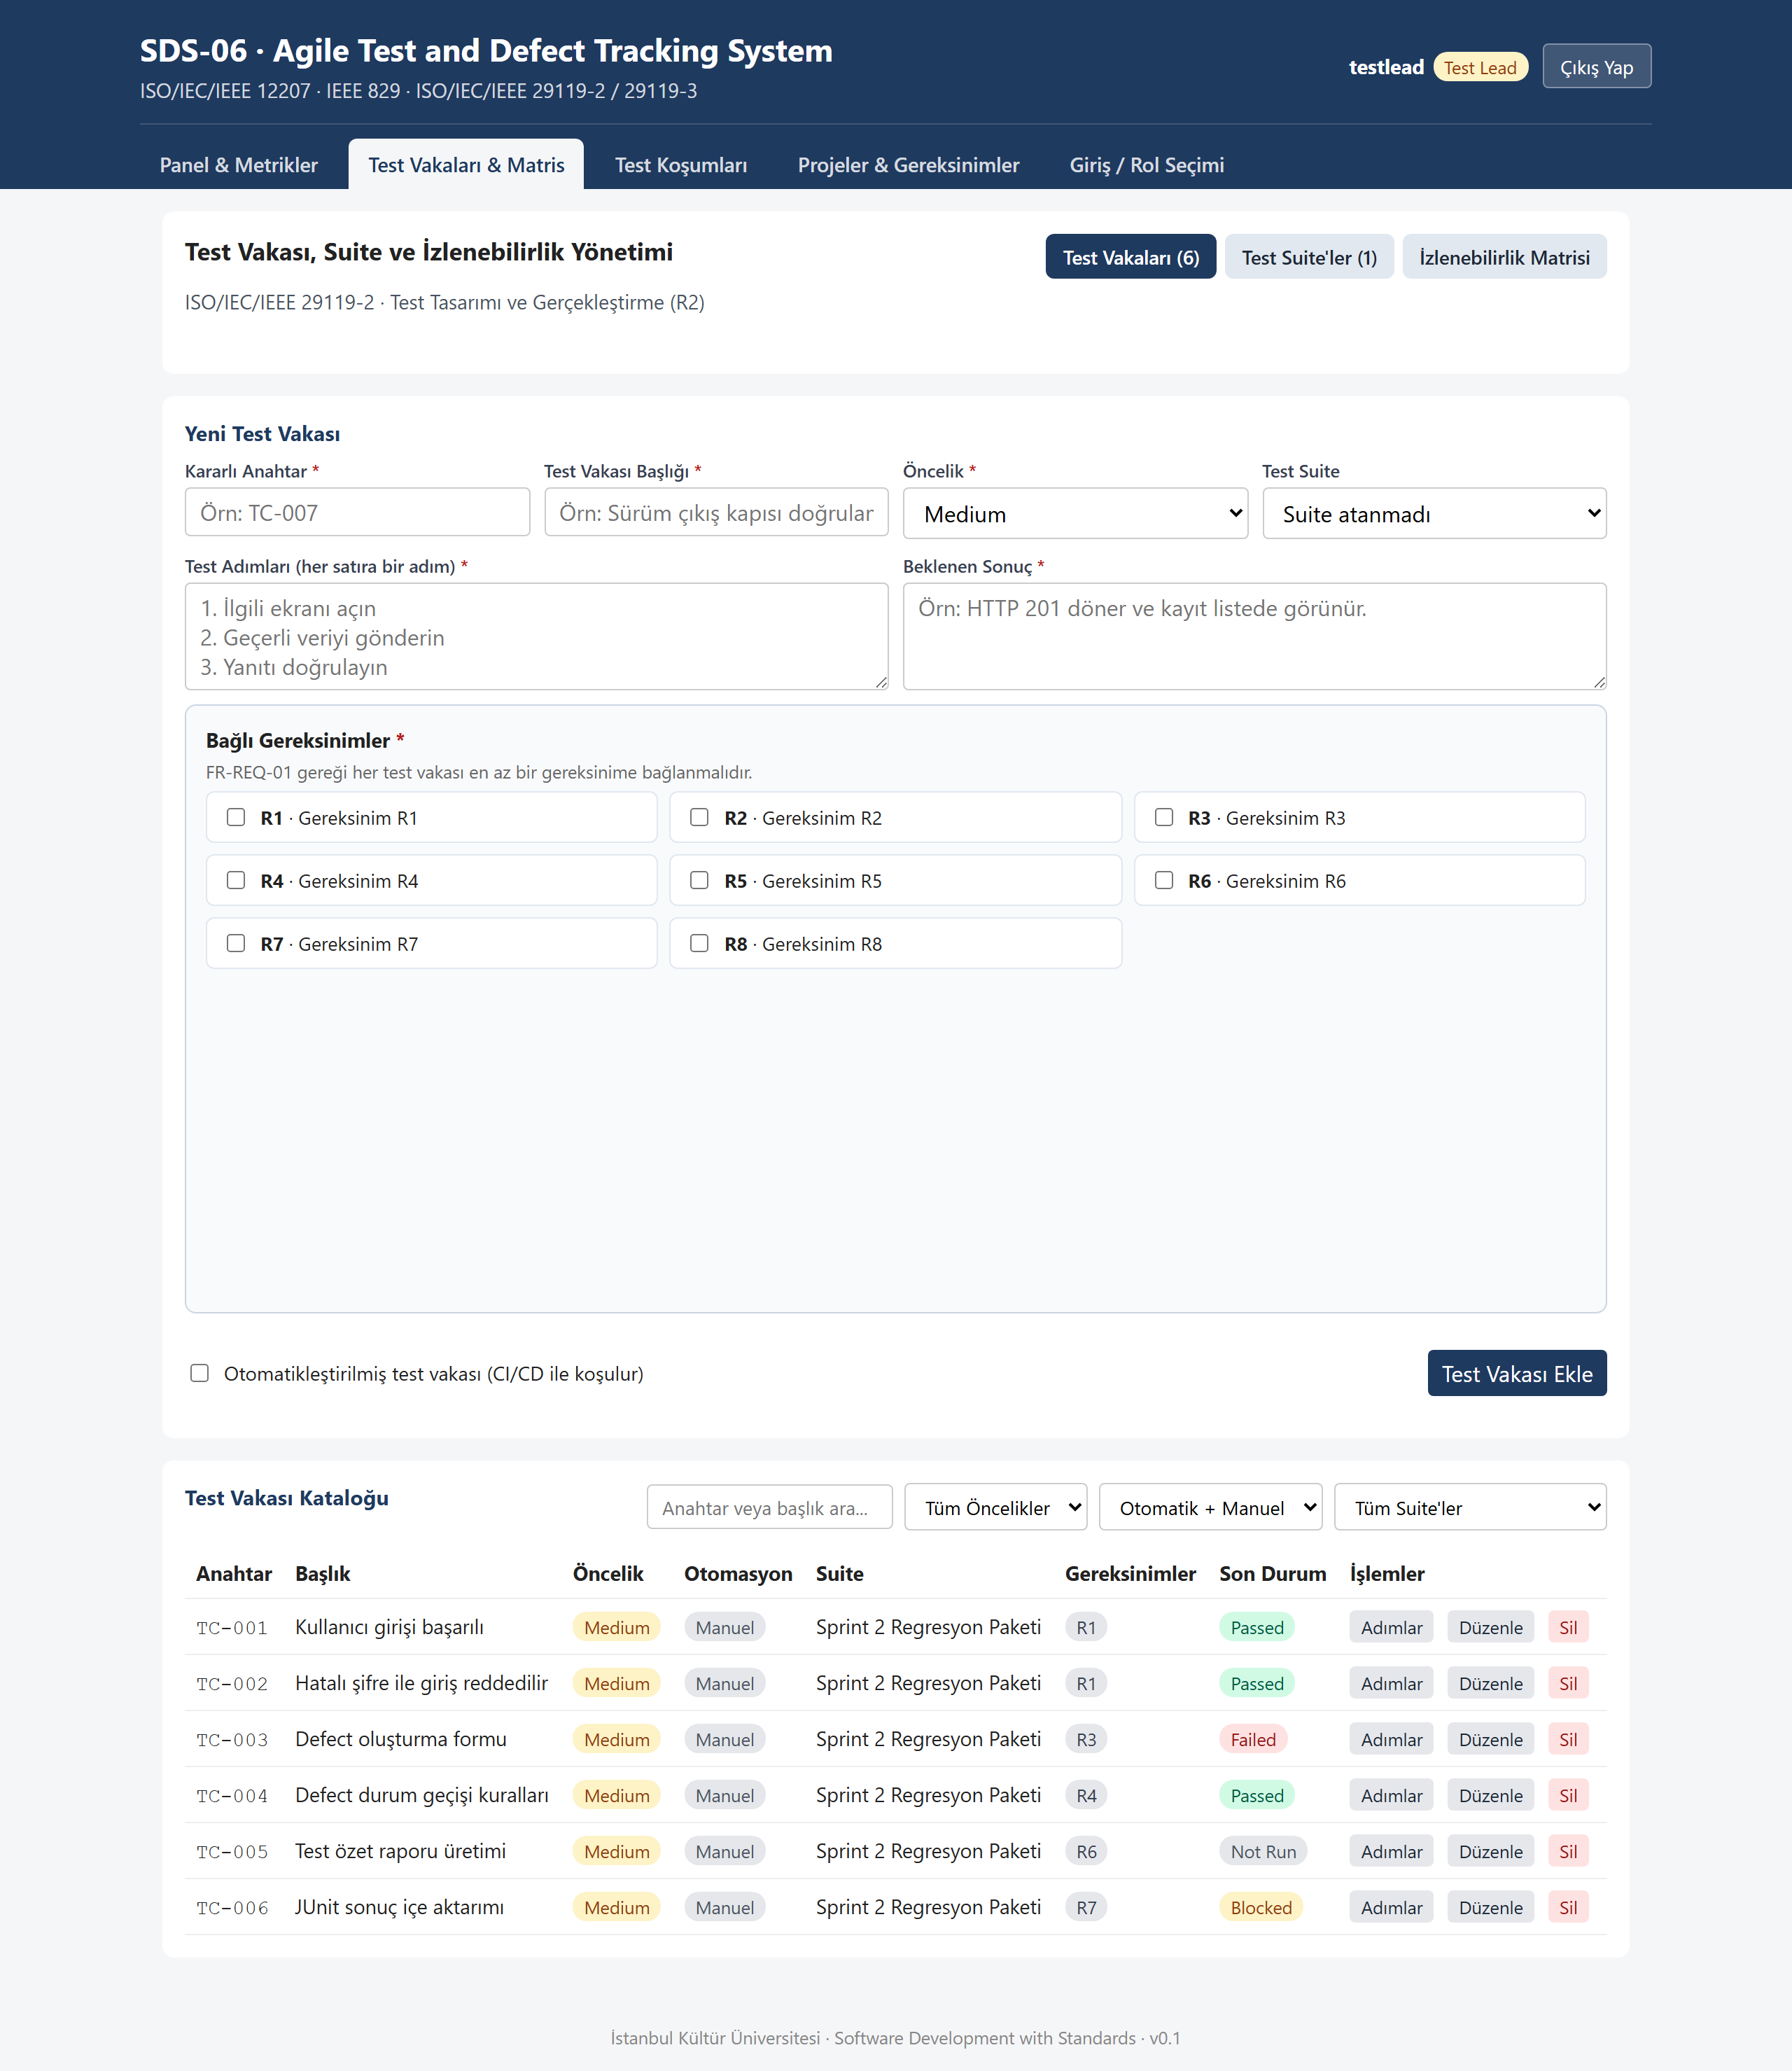 SDS-06 · Agile Test and Defect Tracking System
ISO/IEC/IEEE 12207 · IEEE 829 · ISO/IEC/IEEE 29119-2 / 29119-3
testlead Test Lead Çıkış Yap
Panel & Metrikler Test Vakaları & Matris Test Koşumları Projeler & Gereksinimler Giriş / Rol Seçimi
Test Vakası, Suite ve İzlenebilirlik Yönetimi
Test Vakaları (6) Test Suite'ler (1) İzlenebilirlik Matrisi
ISO/IEC/IEEE 29119-2 · Test Tasarımı ve Gerçekleştirme (R2)
Yeni Test Vakası
Kararlı Anahtar * Test Vakası Başlığı * Öncelik * Test Suite
Örn: TC-007 Örn: Sürüm çıkış kapısı doğrular Medium Suite atanmadı
Test Adımları (her satıra bir adım) * Beklenen Sonuç *
1. İlgili ekranı açın
2. Geçerli veriyi gönderin
3. Yanıtı doğrulayın
Örn: HTTP 201 döner ve kayıt listede görünür.
Bağlı Gereksinimler *
FR-REQ-01 gereği her test vakası en az bir gereksinime bağlanmalıdır.
R1 · Gereksinim R1 R2 · Gereksinim R2 R3 · Gereksinim R3
R4 · Gereksinim R4 R5 · Gereksinim R5 R6 · Gereksinim R6
R7 · Gereksinim R7 R8 · Gereksinim R8
Otomatikleştirilmiş test vakası (CI/CD ile koşulur) Test Vakası Ekle
Test Vakası Kataloğu Anahtar veya başlık ara... Tüm Öncelikler Otomatik + Manuel Tüm Suite'ler
Anahtar Başlık Öncelik Otomasyon Suite Gereksinimler Son Durum İşlemler
TC-001 Kullanıcı girişi başarılı Medium Manuel Sprint 2 Regresyon Paketi R1 Passed Adımlar Düzenle Sil
TC-002 Hatalı şifre ile giriş reddedilir Medium Manuel Sprint 2 Regresyon Paketi R1 Passed Adımlar Düzenle Sil
TC-003 Defect oluşturma formu Medium Manuel Sprint 2 Regresyon Paketi R3 Failed Adımlar Düzenle Sil
TC-004 Defect durum geçişi kuralları Medium Manuel Sprint 2 Regresyon Paketi R4 Passed Adımlar Düzenle Sil
TC-005 Test özet raporu üretimi Medium Manuel Sprint 2 Regresyon Paketi R6 Not Run Adımlar Düzenle Sil
TC-006 JUnit sonuç içe aktarımı Medium Manuel Sprint 2 Regresyon Paketi R7 Blocked Adımlar Düzenle Sil
İstanbul Kültür Üniversitesi · Software Development with Standards · v0.1